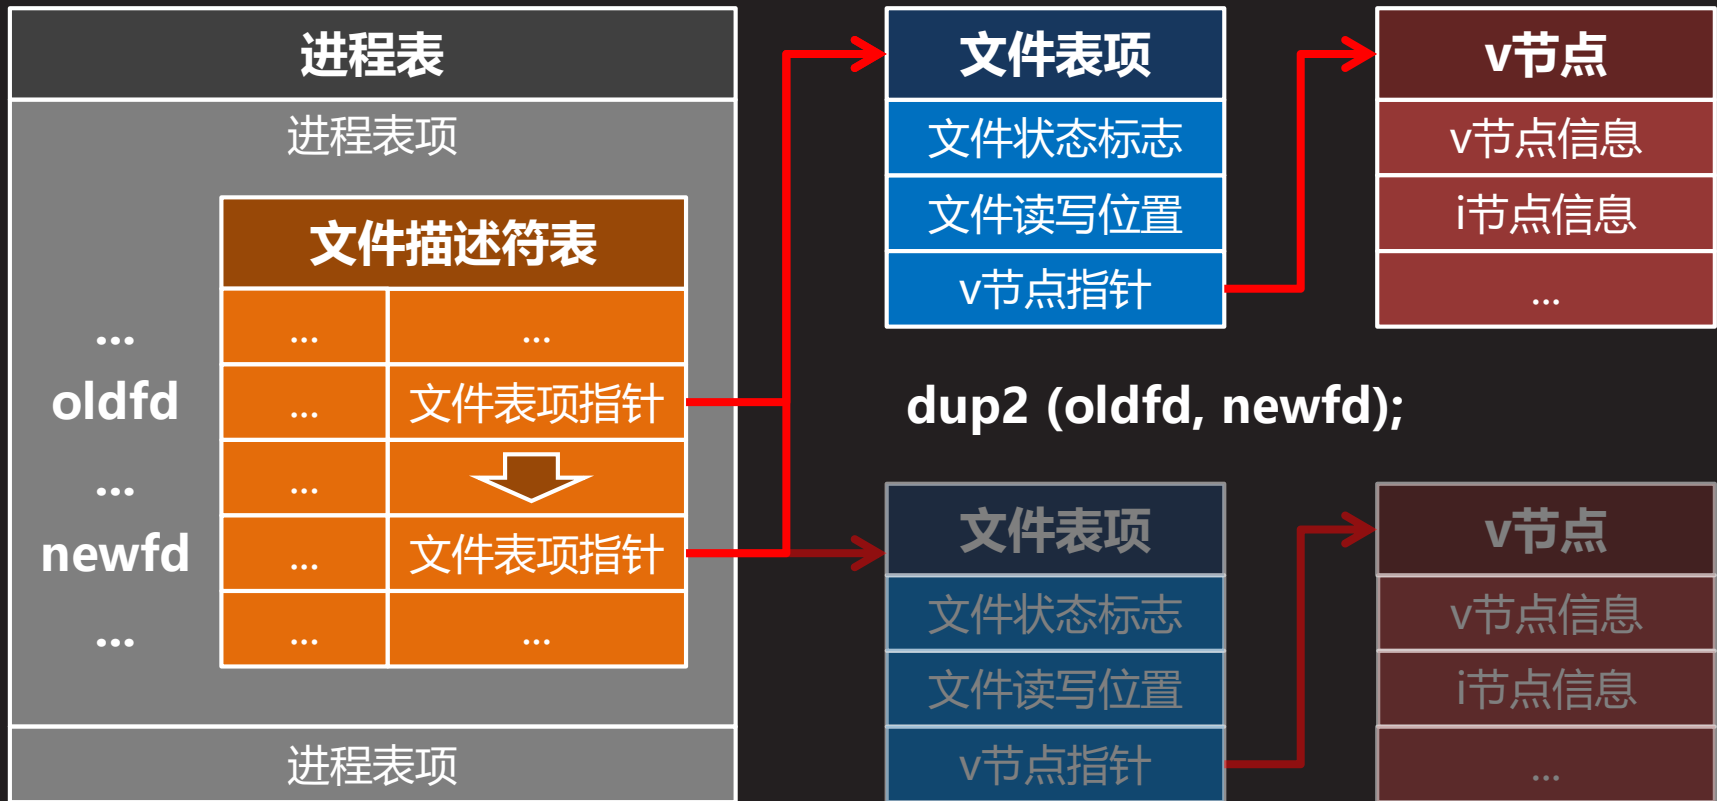 进程表
进程表项
文件描述符表
... ...
...
oldfd ... 文件表项指针
... ...
newfd ... 文件表项指针
... ... ...
进程表项
文件表项
文件状态标志
文件读写位置
v节点指针
v节点
v节点信息
i节点信息
...
dup2 (oldfd, newfd);
文件表项
文件状态标志
文件读写位置
v节点指针
v节点
v节点信息
i节点信息
...